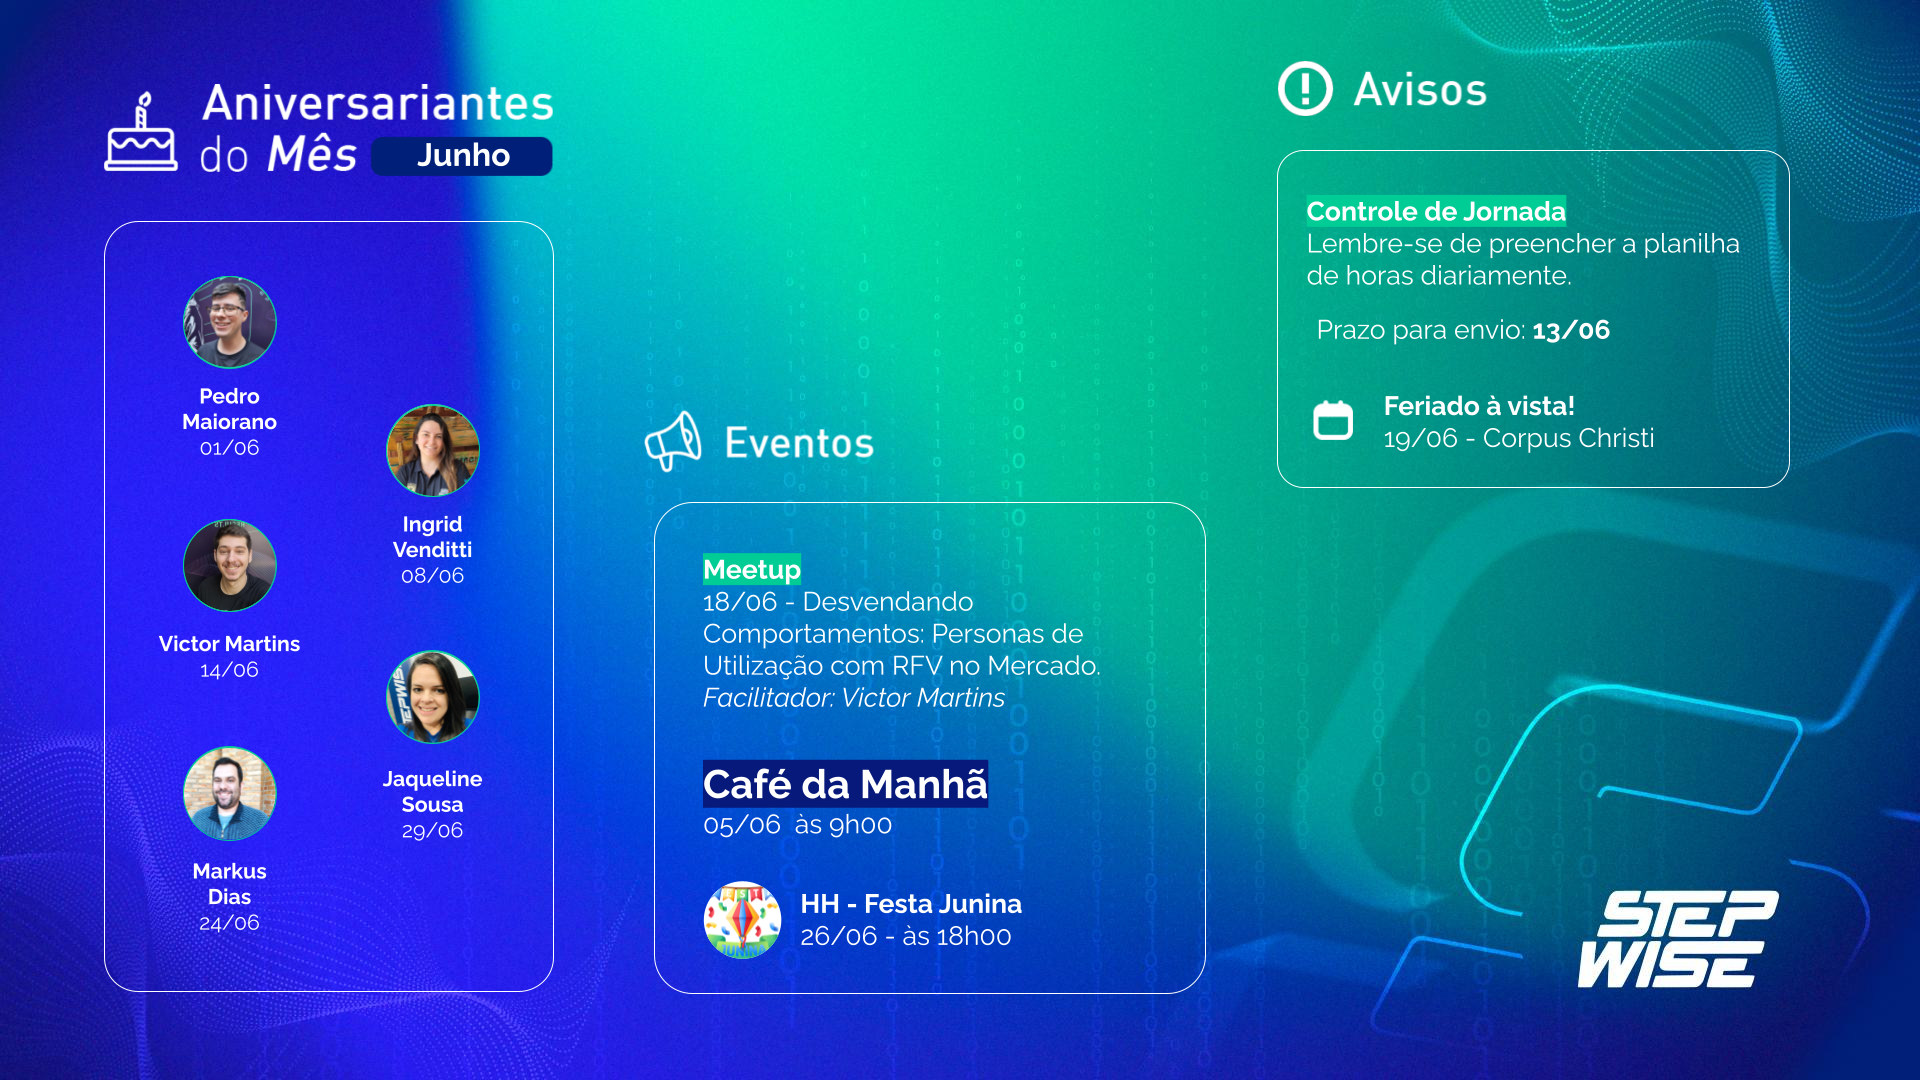 Aniversariantes
do Mês Junho
Pedro
Maiorano
01/06
Ingrid
Venditti
08/06
Victor Martins
14/06
Jaqueline
Sousa
29/06
Markus
Dias
24/06
Eventos
Meetup
18/06 - Desvendando
Comportamentos: Personas de
Utilização com RFV no Mercado.
Facilitador: Victor Martins
Café da Manhã
05/06 às 9h00
HH - Festa Junina
26/06 - às 18h00
Avisos
Controle de Jornada
Lembre-se de preencher a planilha
de horas diariamente.
Prazo para envio: 13/06
Feriado à vista!
19/06 - Corpus Christi
STEP
WISE